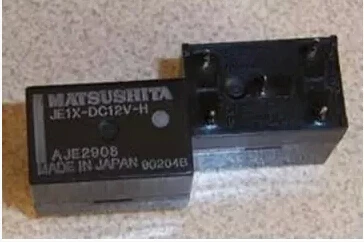 MATSUSHITA
JE1X-DC12V-H
AJE2908
MADE IN JAPAN 90204B